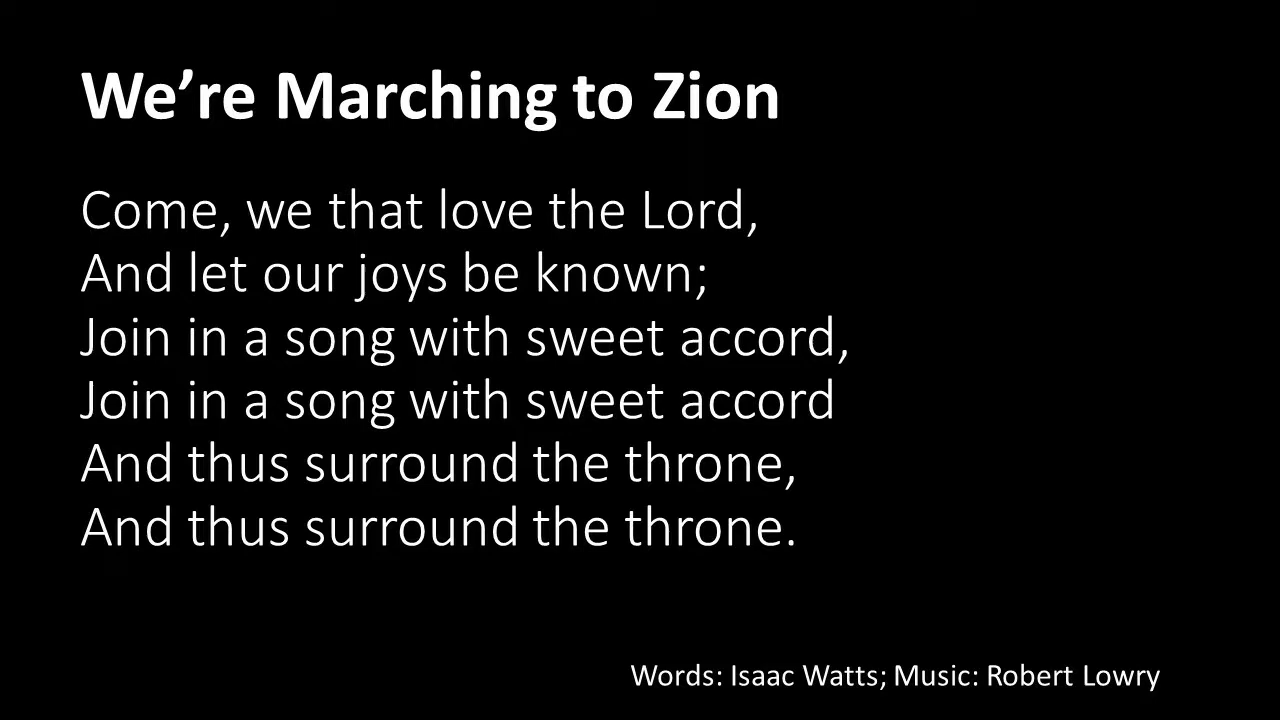 We’re Marching to Zion
Come, we that love the Lord,
And let our joys be known;
Join in a song with sweet accord,
Join in a song with sweet accord
And thus surround the throne,
And thus surround the throne.
Words: Isaac Watts; Music: Robert Lowry